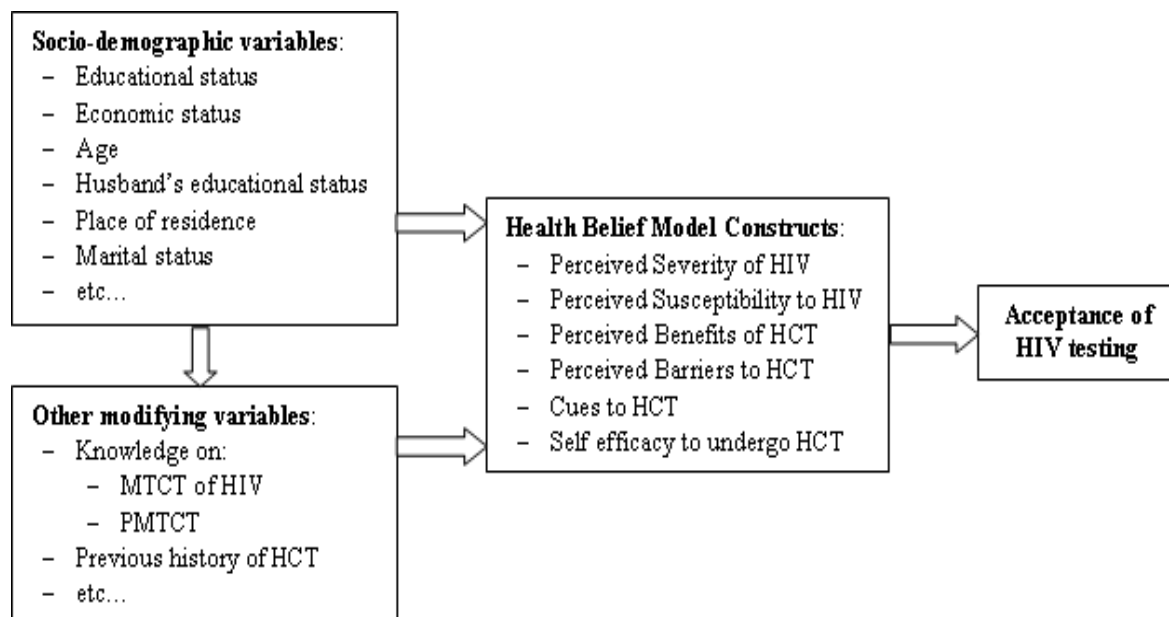 Socio-demographic variables:
– Educational status
– Economic status
– Age
– Husband's educational status
– Place of residence
– Marital status
– etc...
Other modifying variables:
– Knowledge on:
– MTCT of HIV
– PMTCT
– Previous history of HCT
– etc...
Health Belief Model Constructs:
– Perceived Severity of HIV
– Perceived Susceptibility to HIV
– Perceived Benefits of HCT
– Perceived Barriers to HCT
– Cues to HCT
– Self efficacy to undergo HCT
Acceptance of
HIV testing